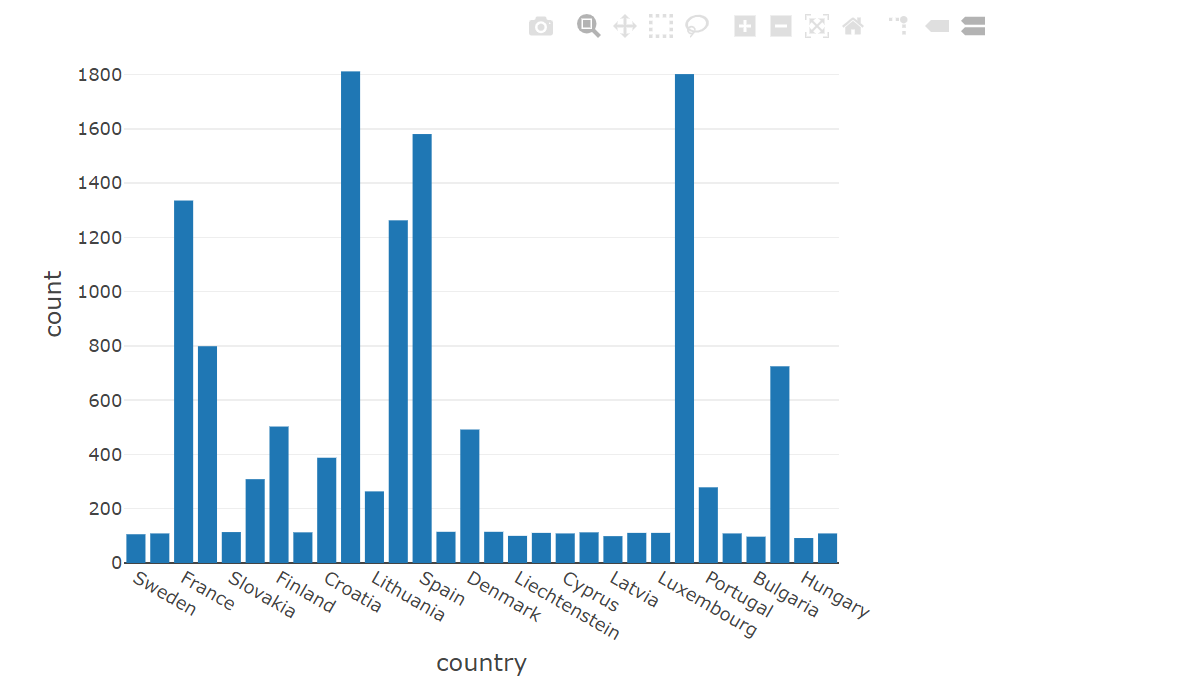 1800
1600
1400
1200
1000
800
600
400
200
0
count
Sweden
France
Slovakia
Finland
Croatia
Lithuania
Spain
Denmark
Liechtenstein
Cyprus
Latvia
Luxembourg
Portugal
Bulgaria
Hungary
country